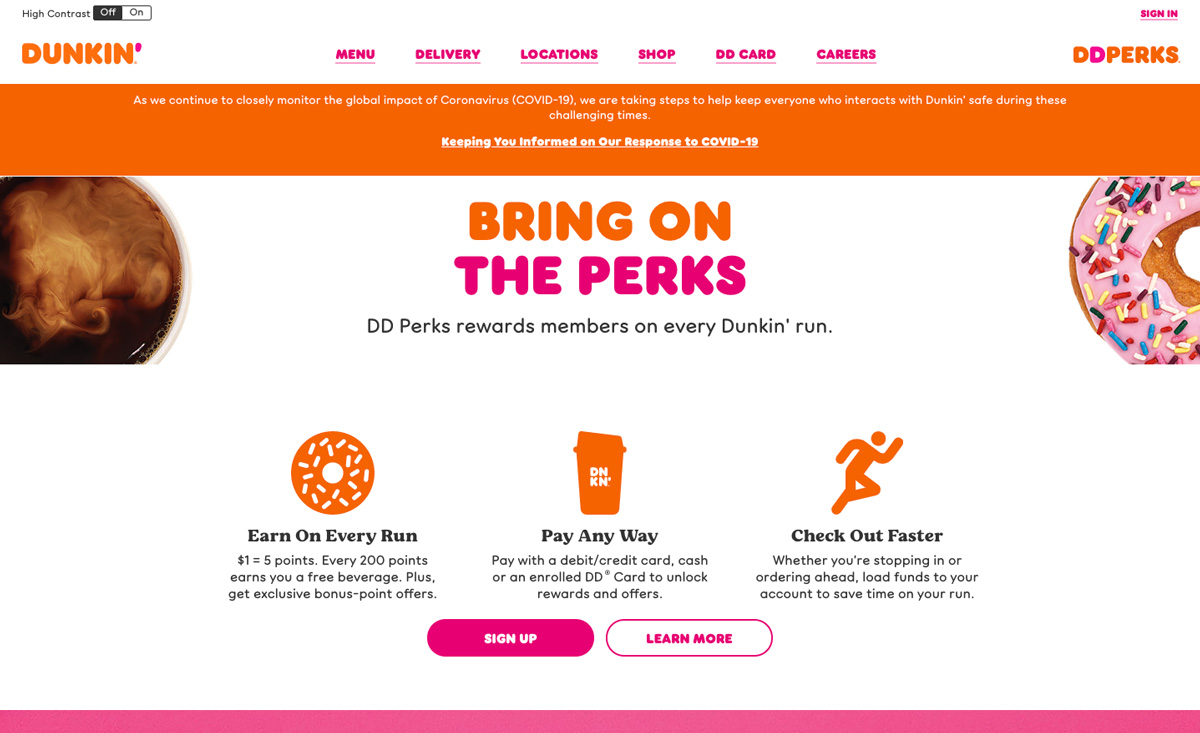 High Contrast Off On
SIGN IN
DUNKIN'
MENU DELIVERY LOCATIONS SHOP DD CARD CAREERS
DDPERKS.
As we continue to closely monitor the global impact of Coronavirus (COVID-19), we are taking steps to help keep everyone who interacts with Dunkin' safe during these
challenging times.
Keeping You Informed on Our Response to COVID-19
BRING ON
THE PERKS
DD Perks rewards members on every Dunkin' run.
DN
KN'
Earn On Every Run
$1 = 5 points. Every 200 points
earns you a free beverage. Plus,
get exclusive bonus-point offers.
Pay Any Way
Pay with a debit/credit card, cash
or an enrolled DD® Card to unlock
rewards and offers.
Check Out Faster
Whether you're stopping in or
ordering ahead, load funds to your
account to save time on your run.
SIGN UP
LEARN MORE